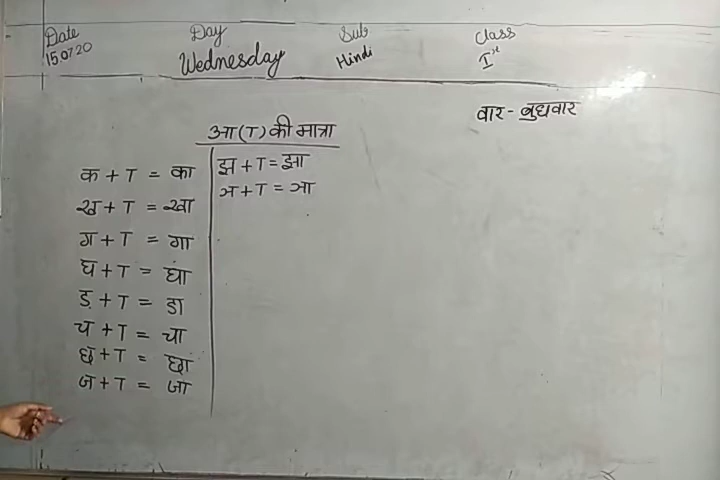 Date Day Sub Class
15 07 20 Wednesday Hindi Ist
वार - बुधवार
आ (ा) की मात्रा
क + ा = का
ख + ा = खा
ग + ा = गा
घ + ा = घा
ड़ + ा = डा
च + ा = चा
छ + ा = छा
ज + ा = जा
झ + ा = झा
ञ + ा = ञा